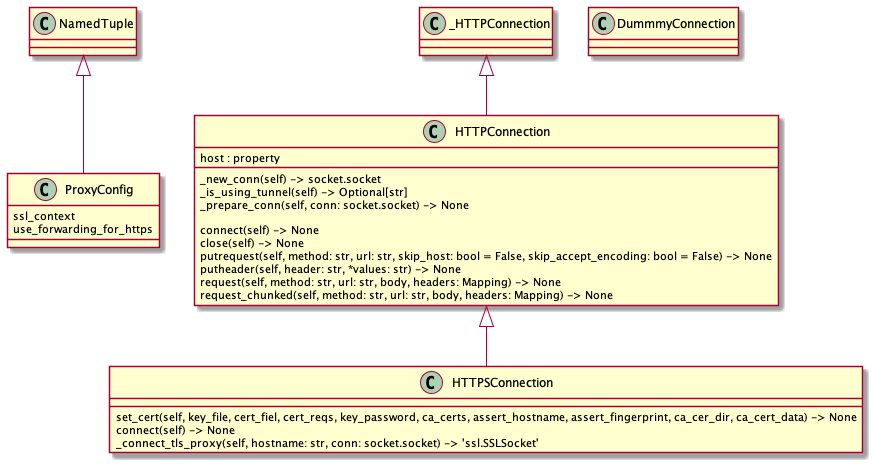 C NamedTuple
C _HTTPConnection
C DummmyConnection
C HTTPConnection
host : property
_new_conn(self) -> socket.socket
_is_using_tunnel(self) -> Optional[str]
_prepare_conn(self, conn: socket.socket) -> None
connect(self) -> None
close(self) -> None
putrequest(self, method: str, url: str, skip_host: bool = False, skip_accept_encoding: bool = False) -> None
putheader(self, header: str, *values: str) -> None
request(self, method: str, url: str, body, headers: Mapping) -> None
request_chunked(self, method: str, url: str, body, headers: Mapping) -> None
C ProxyConfig
ssl_context
use_forwarding_for_https
C HTTPSConnection
set_cert(self, key_file, cert_fiel, cert_reqs, key_password, ca_certs, assert_hostname, assert_fingerprint, ca_cer_dir, ca_cert_data) -> None
connect(self) -> None
_connect_tls_proxy(self, hostname: str, conn: socket.socket) -> 'ssl.SSLSocket'